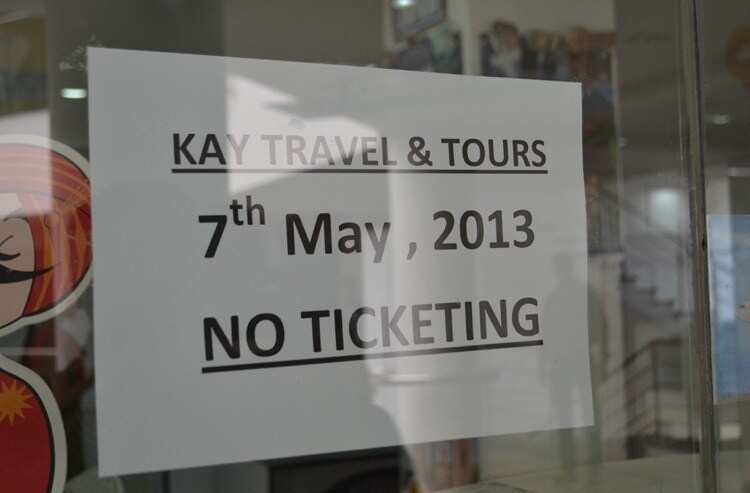 KAY TRAVEL & TOURS
7th May , 2013
NO TICKETING